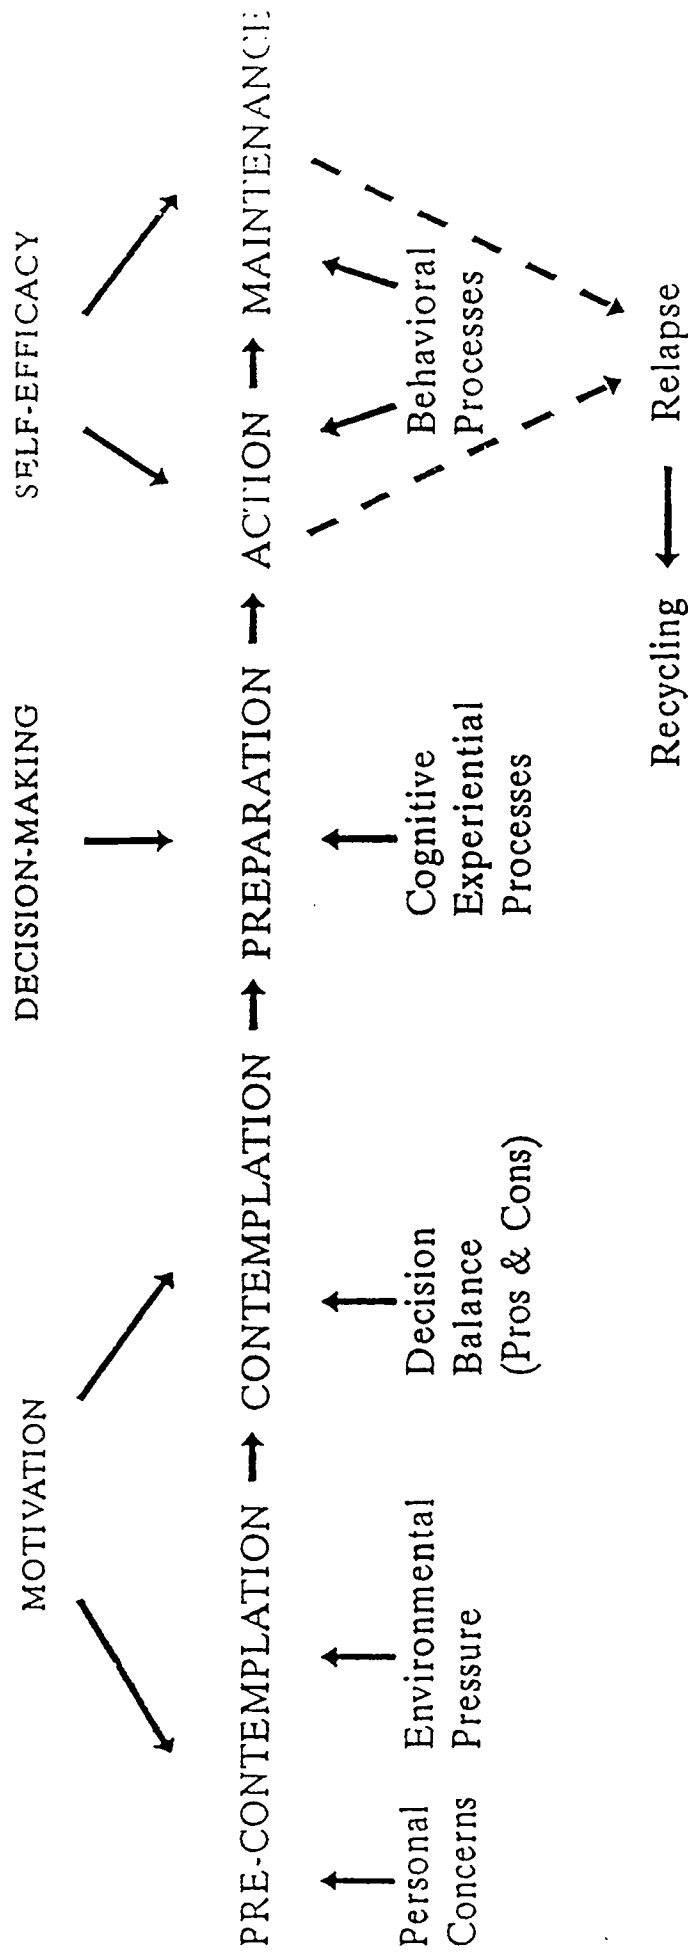 MOTIVATION
DECISION-MAKING
SELF-EFFICACY
PRE-CONTEMPLATION → CONTEMPLATION → PREPARATION → ACTION → MAINTENANCE
Personal
Concerns
Environmental
Pressure
Decision
Balance
(Pros & Cons)
Cognitive
Experiential
Processes
Behavioral
Processes
Recycling
Relapse